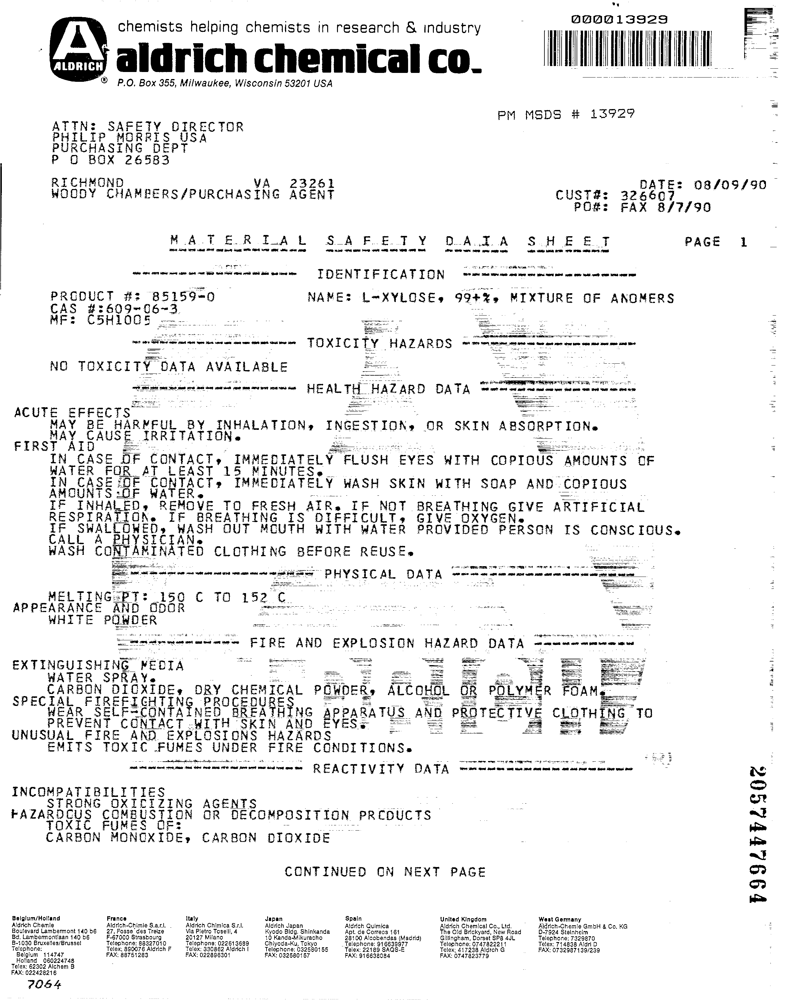 chemists helping chemists in research & industry
aldrich chemical co.
ALDRICH ®
P.O. Box 355, Milwaukee, Wisconsin 53201 USA
000013929
PM MSDS # 13929
ATTN: SAFETY DIRECTOR
PHILIP MORRIS USA
PURCHASING DEPT
P O BOX 26583
RICHMOND VA 23261
WOODY CHAMBERS/PURCHASING AGENT
DATE: 08/09/90
CUST#: 326607
PO#: FAX 8/7/90
M A T E R I A L S A F E T Y D A T A S H E E T PAGE 1
IDENTIFICATION
PRODUCT #: 85159-0 NAME: L-XYLOSE, 99+%, MIXTURE OF ANOMERS
CAS #:609-06-3
MF: C5H10O5
TOXICITY HAZARDS
NO TOXICITY DATA AVAILABLE
HEALTH HAZARD DATA
ACUTE EFFECTS
MAY BE HARMFUL BY INHALATION, INGESTION, OR SKIN ABSORPTION.
MAY CAUSE IRRITATION.
FIRST AID
IN CASE OF CONTACT, IMMEDIATELY FLUSH EYES WITH COPIOUS AMOUNTS OF
WATER FOR AT LEAST 15 MINUTES.
IN CASE OF CONTACT, IMMEDIATELY WASH SKIN WITH SOAP AND COPIOUS
AMOUNTS OF WATER.
IF INHALED, REMOVE TO FRESH AIR. IF NOT BREATHING GIVE ARTIFICIAL
RESPIRATION. IF BREATHING IS DIFFICULT, GIVE OXYGEN.
IF SWALLOWED, WASH OUT MOUTH WITH WATER PROVIDED PERSON IS CONSCIOUS.
CALL A PHYSICIAN.
WASH CONTAMINATED CLOTHING BEFORE REUSE.
PHYSICAL DATA
MELTING PT: 150 C TO 152 C
APPEARANCE AND ODOR
WHITE POWDER
FIRE AND EXPLOSION HAZARD DATA
EXTINGUISHING MEDIA
WATER SPRAY.
CARBON DIOXIDE, DRY CHEMICAL POWDER, ALCOHOL OR POLYMER FOAM.
SPECIAL FIREFIGHTING PROCEDURES
WEAR SELF-CONTAINED BREATHING APPARATUS AND PROTECTIVE CLOTHING TO
PREVENT CONTACT WITH SKIN AND EYES.
UNUSUAL FIRE AND EXPLOSIONS HAZARDS
EMITS TOXIC FUMES UNDER FIRE CONDITIONS.
REACTIVITY DATA
INCOMPATIBILITIES
STRONG OXIDIZING AGENTS
HAZARDOUS COMBUSTION OR DECOMPOSITION PRODUCTS
TOXIC FUMES OF:
CARBON MONOXIDE, CARBON DIOXIDE
CONTINUED ON NEXT PAGE
2057447664
Belgium/Holland
Aldrich Chemie
Boulevard Lambermont 140 b6
Bd. Lambermontlaan 140 b6
B-1030 Bruxelles/Brussel
Telephone:
Belgium 114747
Holland 060224748
Telex: 62302 Alchem B
FAX: 022428216
France
Aldrich-Chimie S.a.r.l.
27, Fosse des Treize
F-67000 Strasbourg
Telephone: 88327010
Telex: 890076 Aldrich F
FAX: 88751283
Italy
Aldrich Chimica S.r.l.
Via Pietro Toselli, 4
20127 Milano
Telephone: 022613689
Telex: 330862 Aldrich I
FAX: 022896301
Japan
Aldrich Japan
Kyodo Bldg. Shinkanda
10 Kanda-Mikuracho
Chiyoda-Ku, Tokyo
Telephone: 032580155
FAX: 032580157
Spain
Aldrich Quimica
Apt. de Correos 161
28100 Alcobendas (Madrid)
Telephone: 916639977
Telex: 22189 SAQS-E
FAX: 916638084
United Kingdom
Aldrich Chemical Co., Ltd.
The Old Brickyard, New Road
Gillingham, Dorset SP8 4JL
Telephone: 0747822211
Telex: 417238 Aldrich G
FAX: 0747823779
West Germany
Aldrich-Chemie GmbH & Co. KG
D-7924 Steinheim
Telephone: 7329870
Telex: 714838 Aldri D
FAX: 0732987139/239
7064